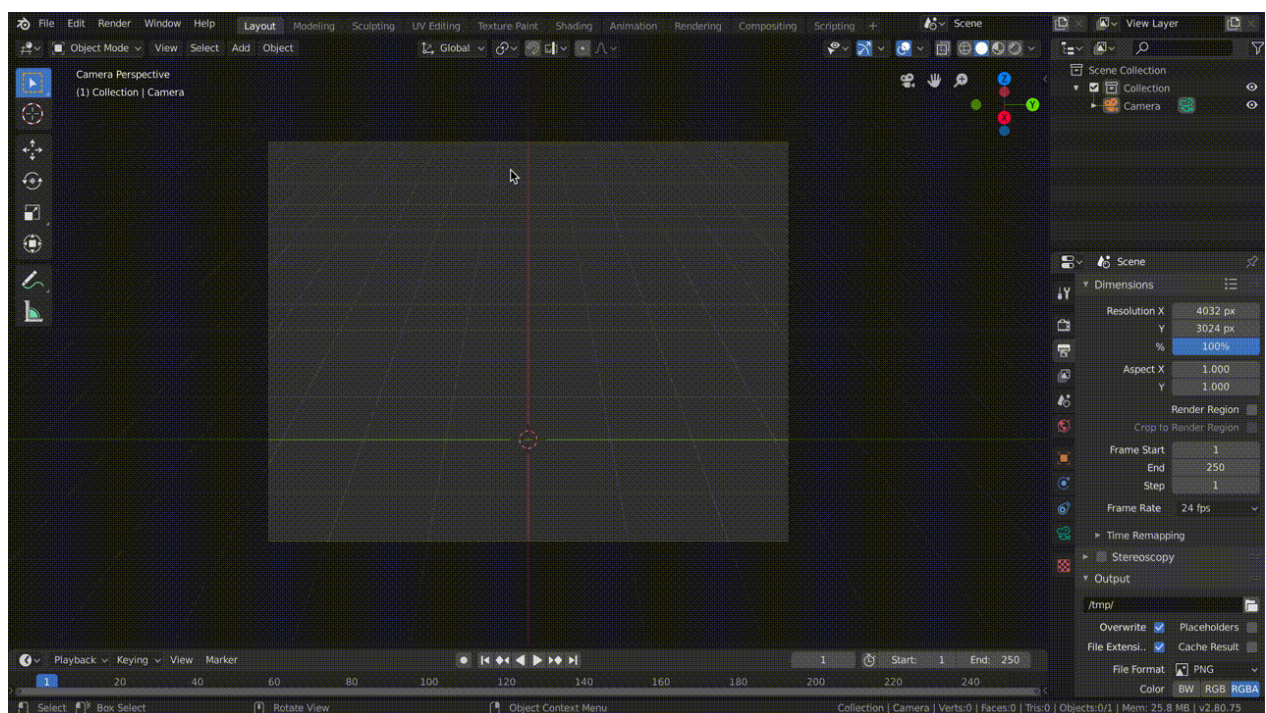 File Edit Render Window Help Layout Modeling Sculpting UV Editing Texture Paint Shading Animation Rendering Compositing Scripting + Scene View Layer
Object Mode View Select Add Object Global
Camera Perspective
(1) Collection | Camera
Z
Y
X
Scene Collection
Collection
Camera
Scene
Dimensions
Resolution X 4032 px
Y 3024 px
% 100%
Aspect X 1.000
Y 1.000
Render Region
Crop to Render Region
Frame Start 1
End 250
Step 1
Frame Rate 24 fps
Time Remapping
Stereoscopy
Output
/tmp/
Overwrite Placeholders
File Extensi.. Cache Result
File Format PNG
Color BW RGB RGBA
Playback Keying View Marker 1 Start: 1 End: 250
1 20 40 60 80 100 120 140 160 180 200 220 240
Select Box Select Rotate View Object Context Menu Collection | Camera | Verts:0 | Faces:0 | Tris:0 | Objects:0/1 | Mem: 25.8 MB | v2.80.75